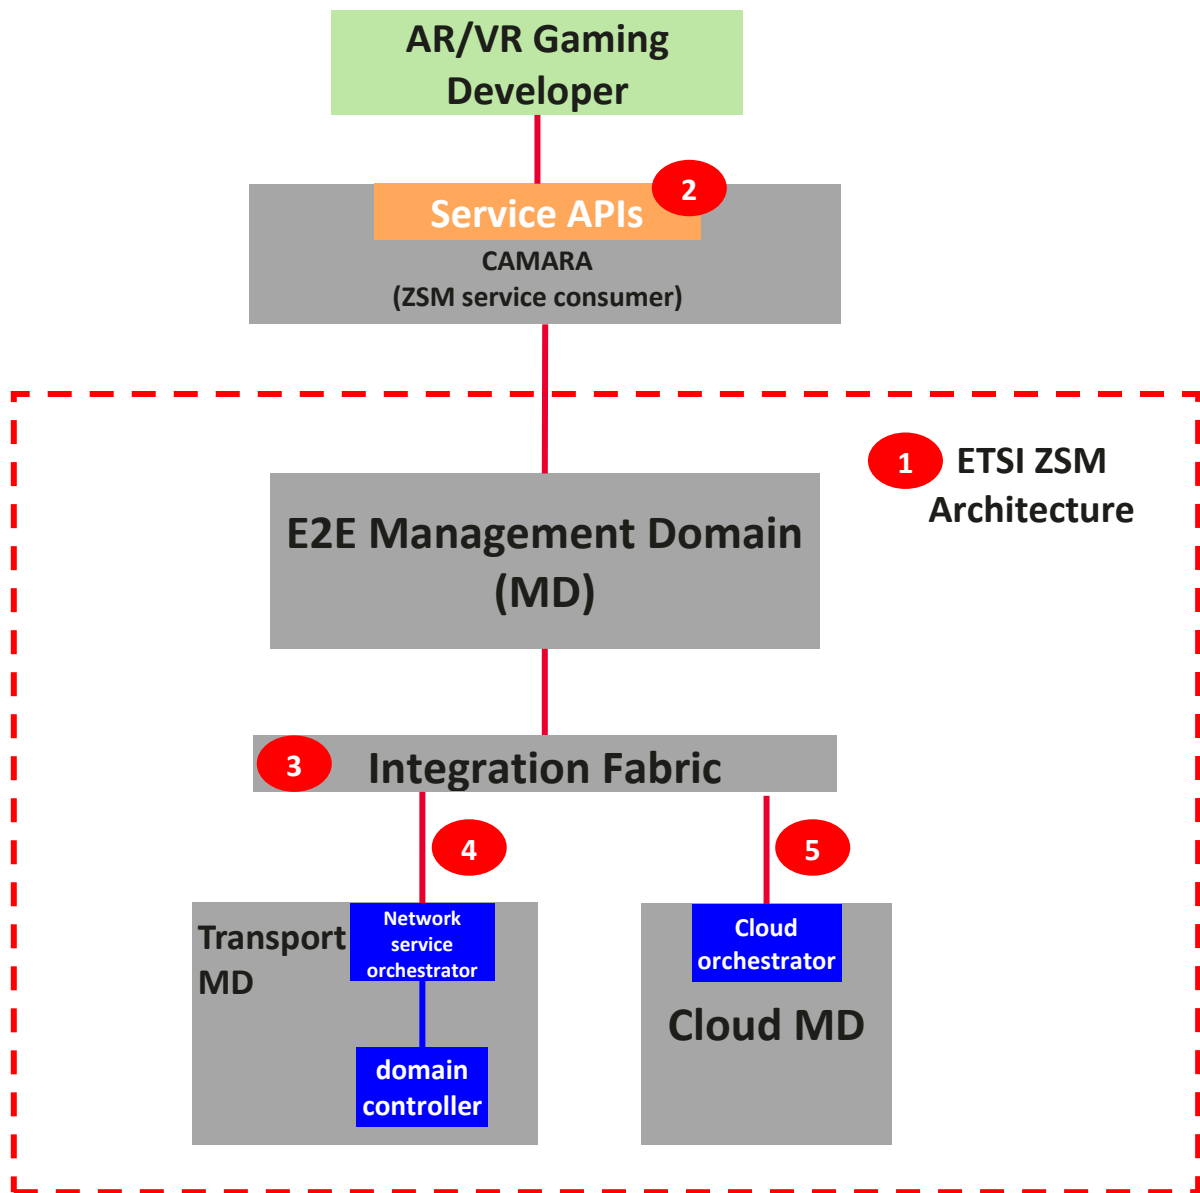 AR/VR Gaming
Developer
2
Service APIs
CAMARA
(ZSM service consumer)
1
ETSI ZSM
Architecture
E2E Management Domain
(MD)
3
Integration Fabric
4
5
Transport
MD
Network
service
orchestrator
domain
controller
Cloud
orchestrator
Cloud MD